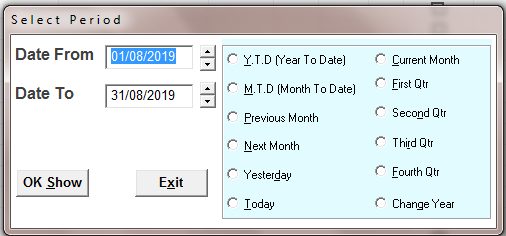 Select Period
Date From 01/08/2019
Date To 31/08/2019
OK Show
Exit
Y.T.D (Year To Date)
M.T.D (Month To Date)
Previous Month
Next Month
Yesterday
Today
Current Month
First Qtr
Second Qtr
Third Qtr
Fourth Qtr
Change Year